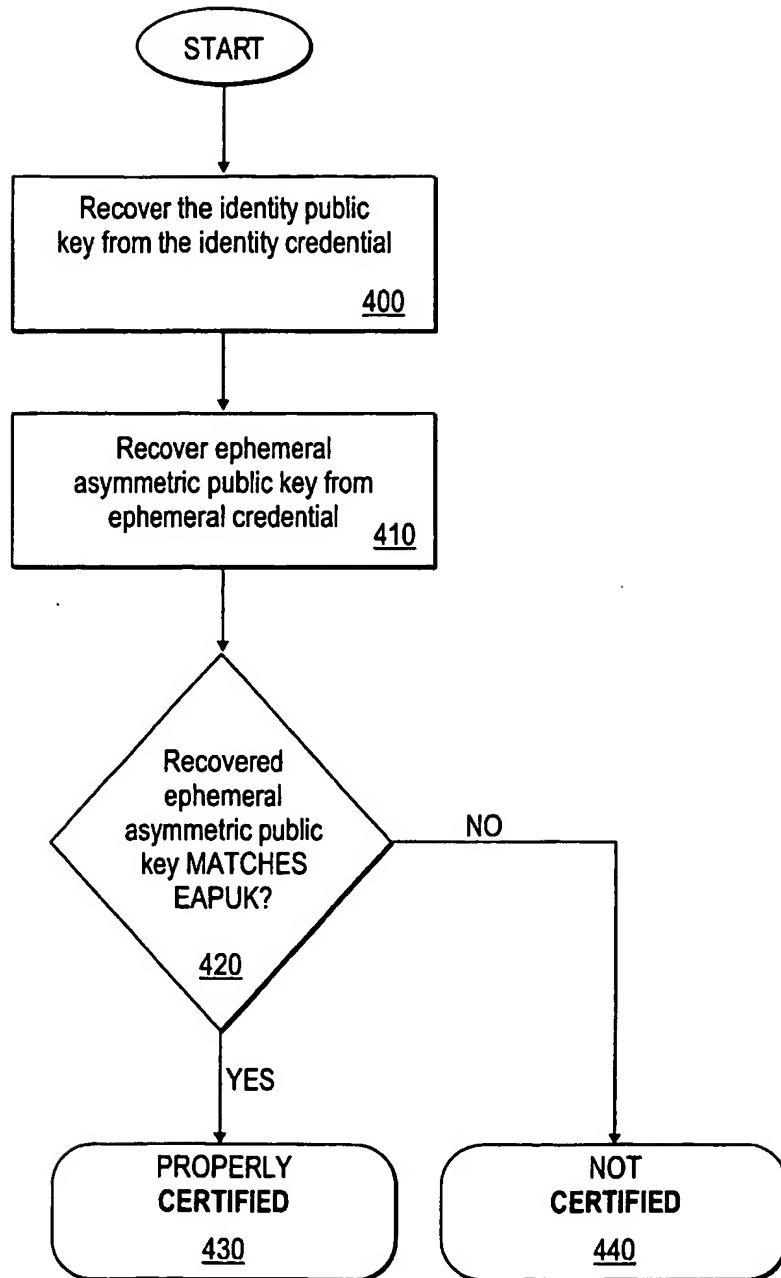 START
Recover the identity public
key from the identity credential
400
Recover ephemeral
asymmetric public key from
ephemeral credential
410
Recovered
ephemeral
asymmetric public
key MATCHES
EAPUK?
420
NO
YES
PROPERLY
CERTIFIED
430
NOT
CERTIFIED
440